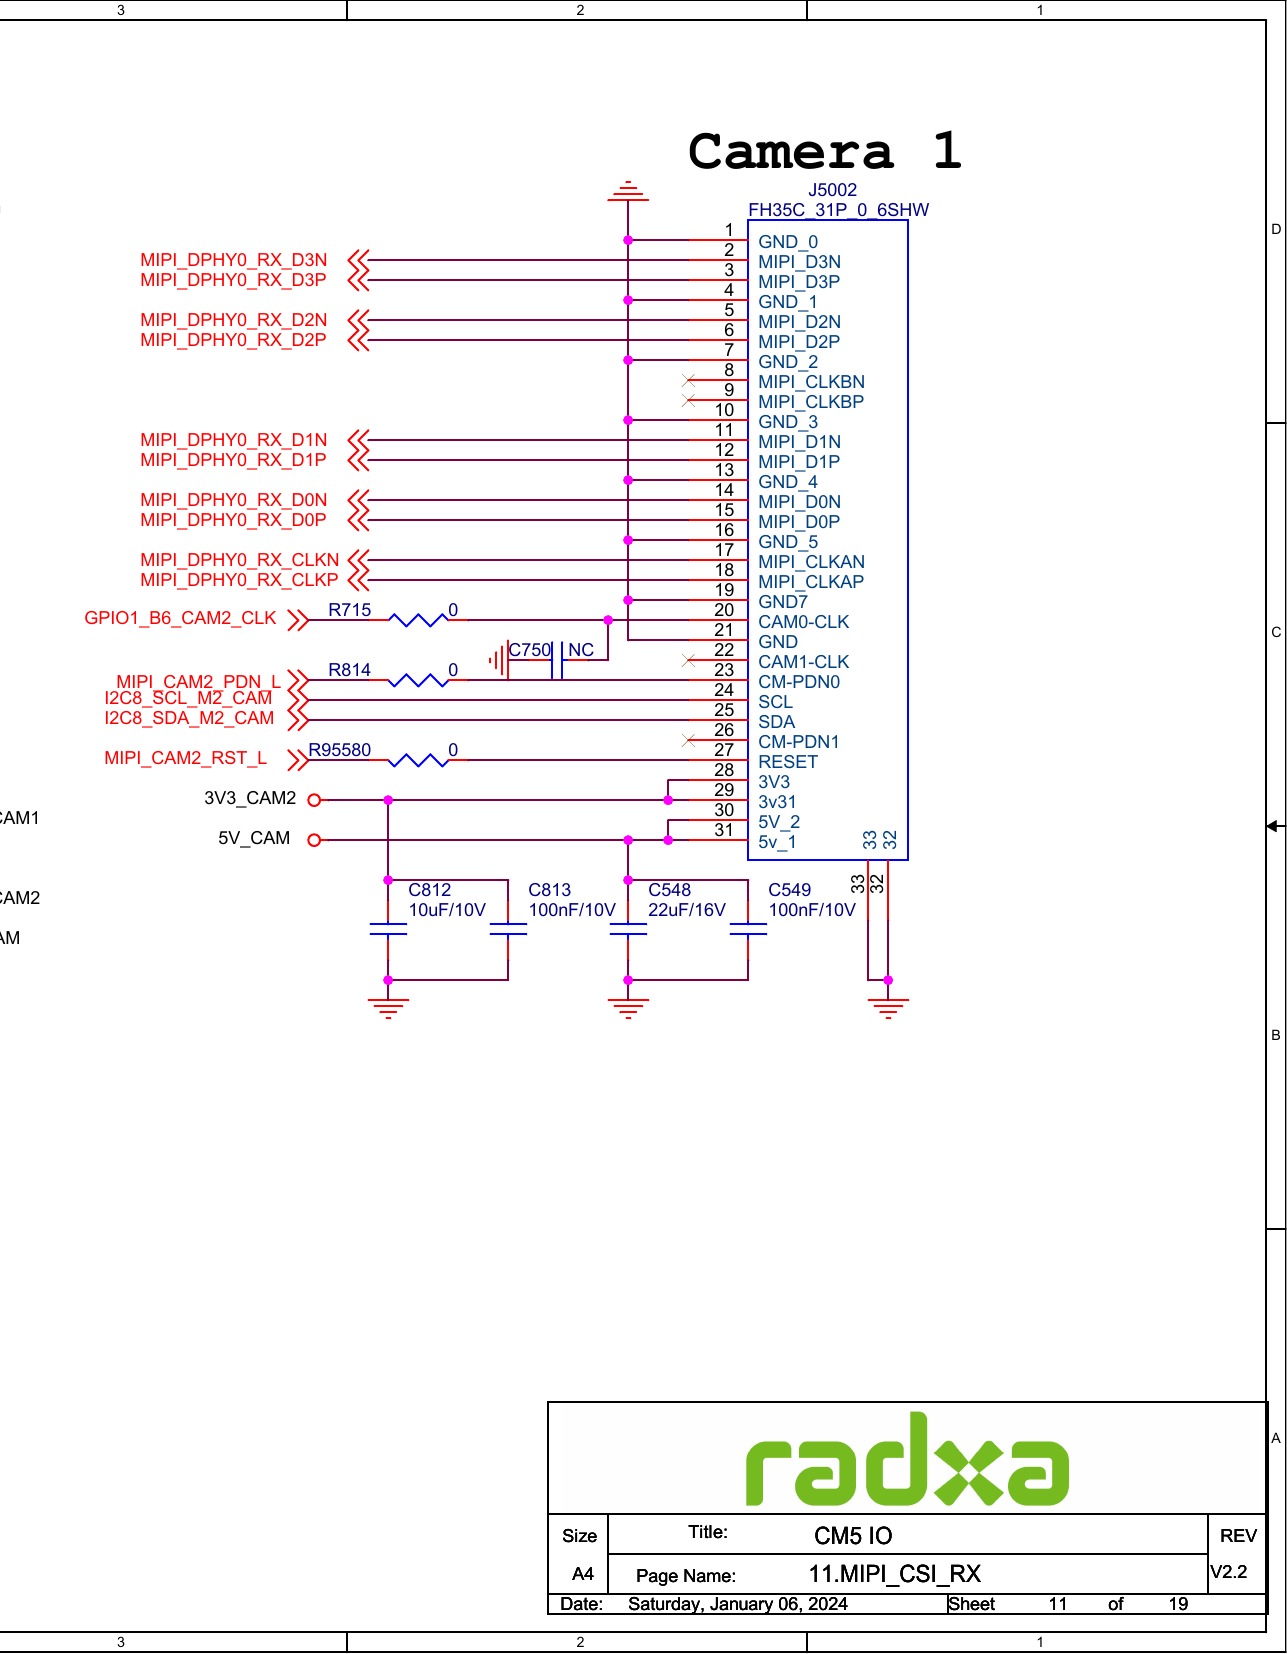 3 2 1
Camera 1
J5002
FH35C_31P_0_6SHW
D
1 GND_0
MIPI_DPHY0_RX_D3N 2 MIPI_D3N
MIPI_DPHY0_RX_D3P 3 MIPI_D3P
4 GND_1
MIPI_DPHY0_RX_D2N 5 MIPI_D2N
MIPI_DPHY0_RX_D2P 6 MIPI_D2P
7 GND_2
8 MIPI_CLKBN
9 MIPI_CLKBP
10 GND_3
MIPI_DPHY0_RX_D1N 11 MIPI_D1N
MIPI_DPHY0_RX_D1P 12 MIPI_D1P
13 GND_4
MIPI_DPHY0_RX_D0N 14 MIPI_D0N
MIPI_DPHY0_RX_D0P 15 MIPI_D0P
16 GND_5
MIPI_DPHY0_RX_CLKN 17 MIPI_CLKAN
MIPI_DPHY0_RX_CLKP 18 MIPI_CLKAP
19 GND7
GPIO1_B6_CAM2_CLK R715 0 20 CAM0-CLK
C
21 GND
C750 NC 22 CAM1-CLK
MIPI_CAM2_PDN_L R814 0 23 CM-PDN0
I2C8_SCL_M2_CAM 24 SCL
I2C8_SDA_M2_CAM 25 SDA
26 CM-PDN1
MIPI_CAM2_RST_L R95580 0 27 RESET
28 3V3
3V3_CAM2 29 3v31
CAM1 30 5V_2
5V_CAM 31 5v_1
33 32
33 32
CAM2
AM
C812
10uF/10V
C813
100nF/10V
C548
22uF/16V
C549
100nF/10V
B
A
radxa
Size Title: CM5 IO REV
A4 Page Name: 11.MIPI_CSI_RX V2.2
Date: Saturday, January 06, 2024 Sheet 11 of 19
3 2 1